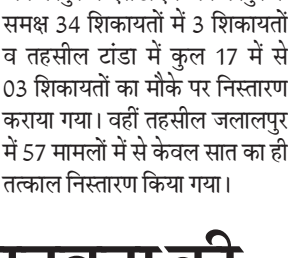 समक्ष 34 शिकायतों में 3 शिकायतों
व तहसील टांडा में कुल 17 में से
03 शिकायतों का मौके पर निस्तारण
कराया गया। वहीं तहसील जलालपुर
में 57 मामलों में से केवल सात का ही
तत्काल निस्तारण किया गया।